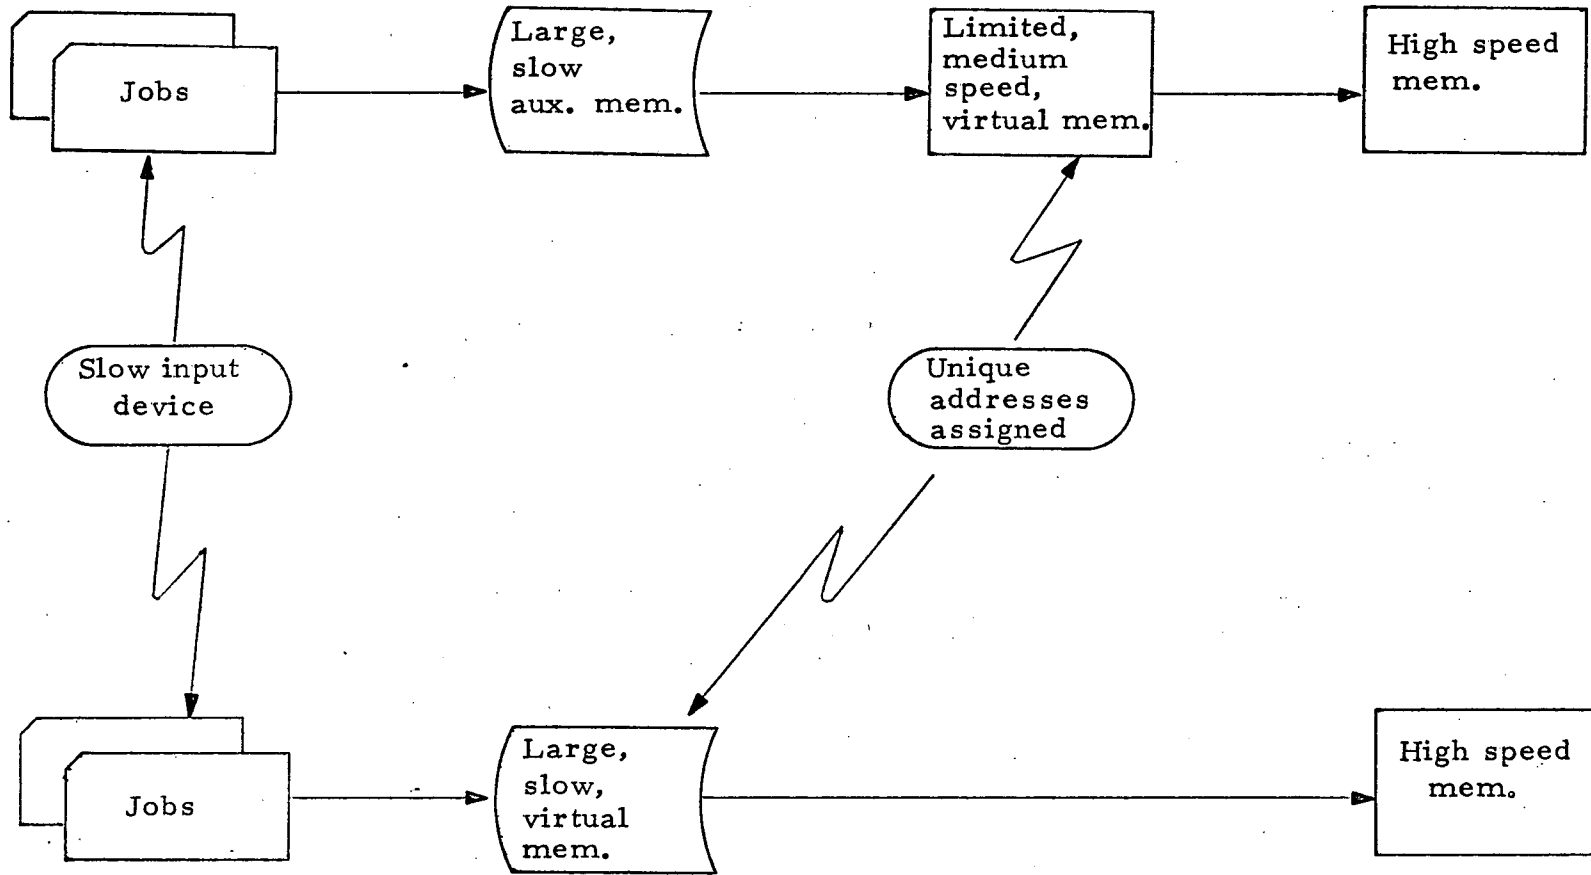 Jobs
Large,
slow
aux. mem.
Limited,
medium
speed,
virtual mem.
High speed
mem.
Slow input
device
Unique
addresses
assigned
Jobs
Large,
slow,
virtual
mem.
High speed
mem.